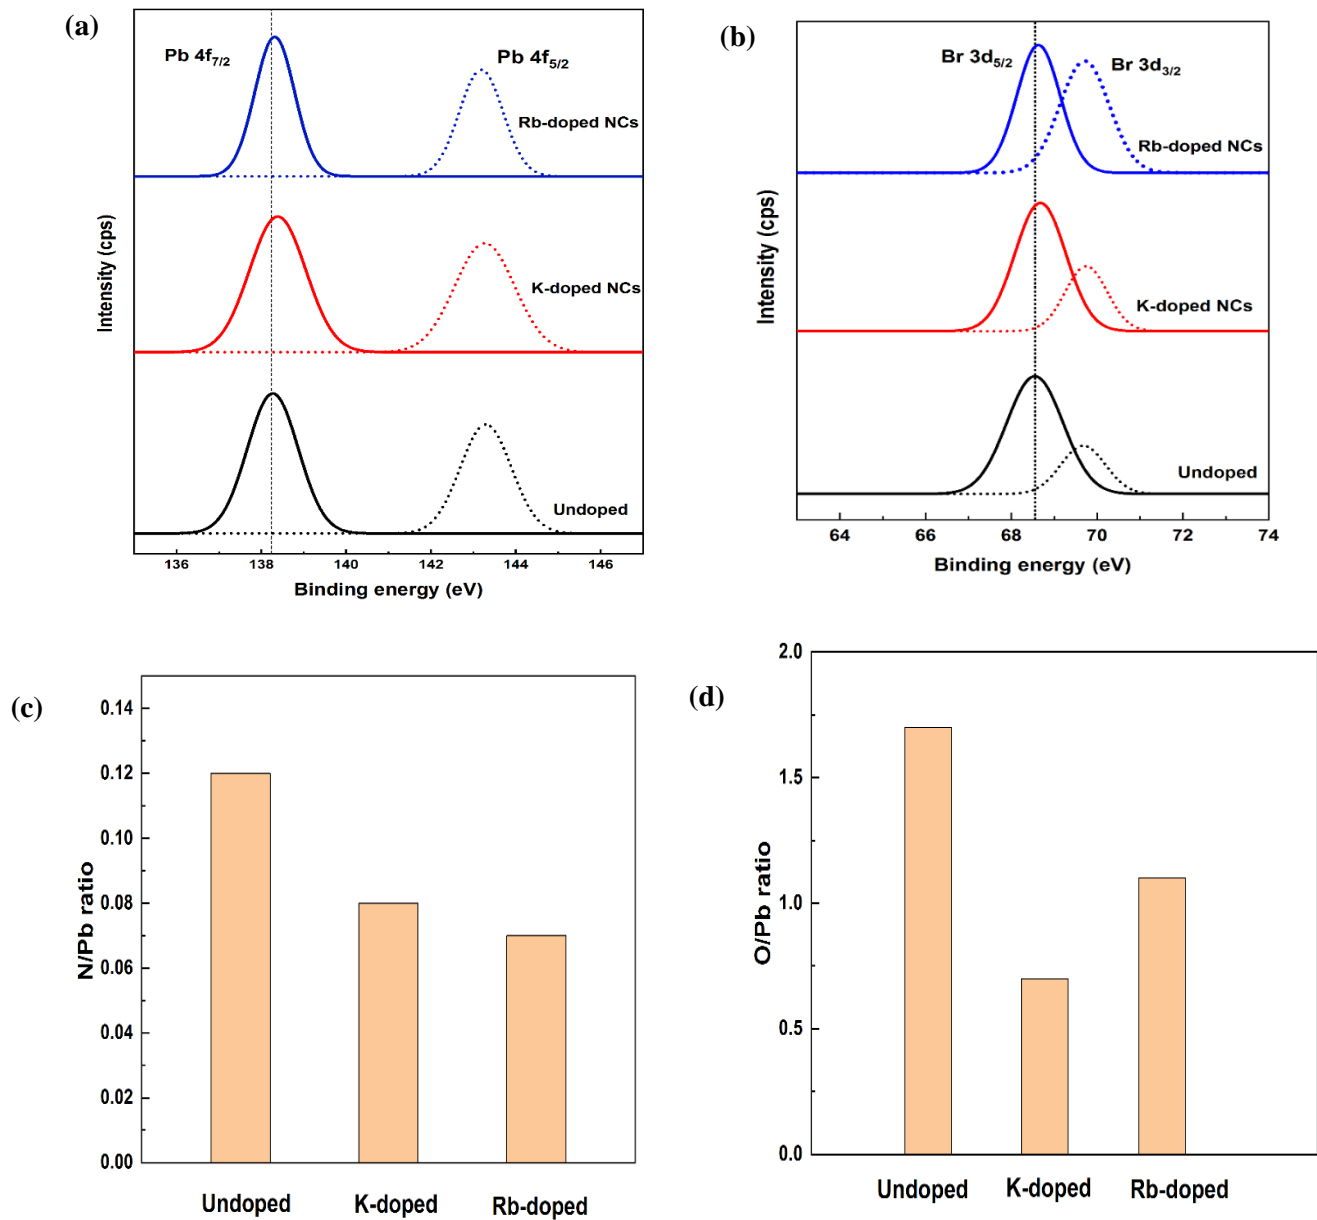 (a)
Pb 4f7/2
Pb 4f5/2
Rb-doped NCs
K-doped NCs
Undoped
Intensity (cps)
136 138 140 142 144 146
Binding energy (eV)
(b)
Br 3d5/2
Br 3d3/2
Rb-doped NCs
K-doped NCs
Undoped
Intensity (cps)
64 66 68 70 72 74
Binding energy (eV)
(c)
0.14
0.12
0.10
0.08
0.06
0.04
0.02
0.00
N/Pb ratio
Undoped K-doped Rb-doped
(d)
2.0
1.5
1.0
0.5
0.0
O/Pb ratio
Undoped K-doped Rb-doped